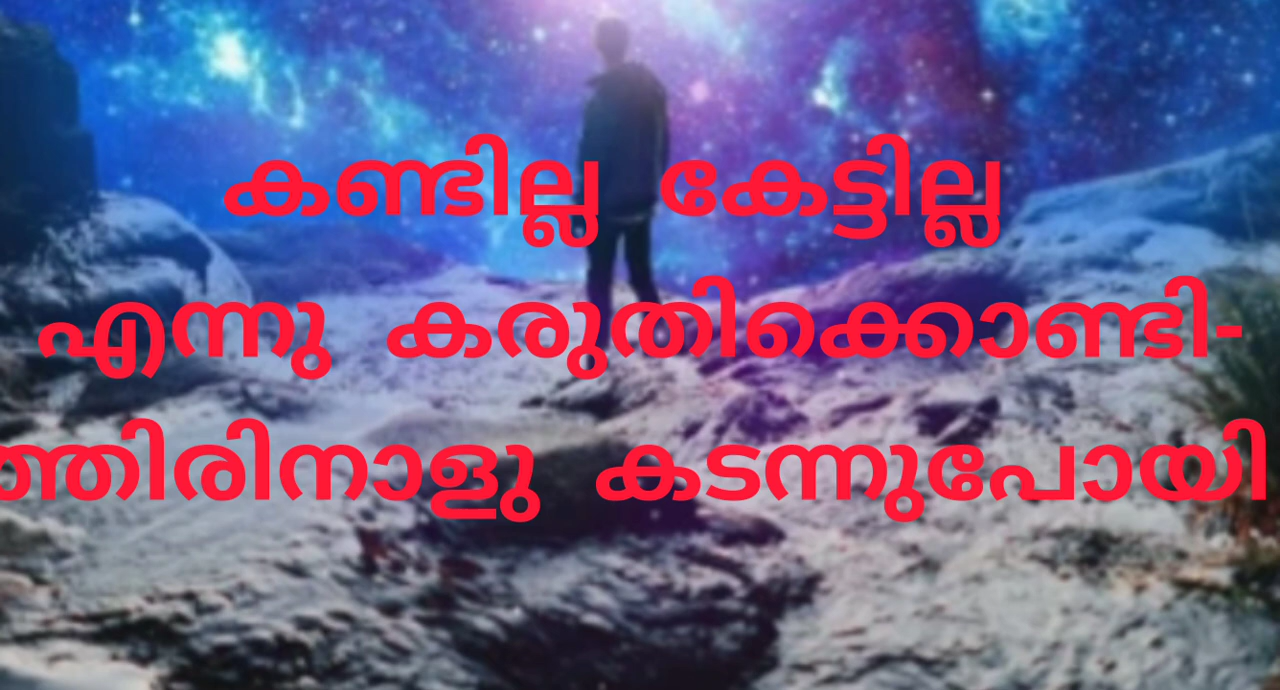 കണ്ടില്ല കേട്ടില്ല
എന്നു കരുതിക്കൊണ്ടി-
ത്തിരിനാളു കടന്നുപോയി